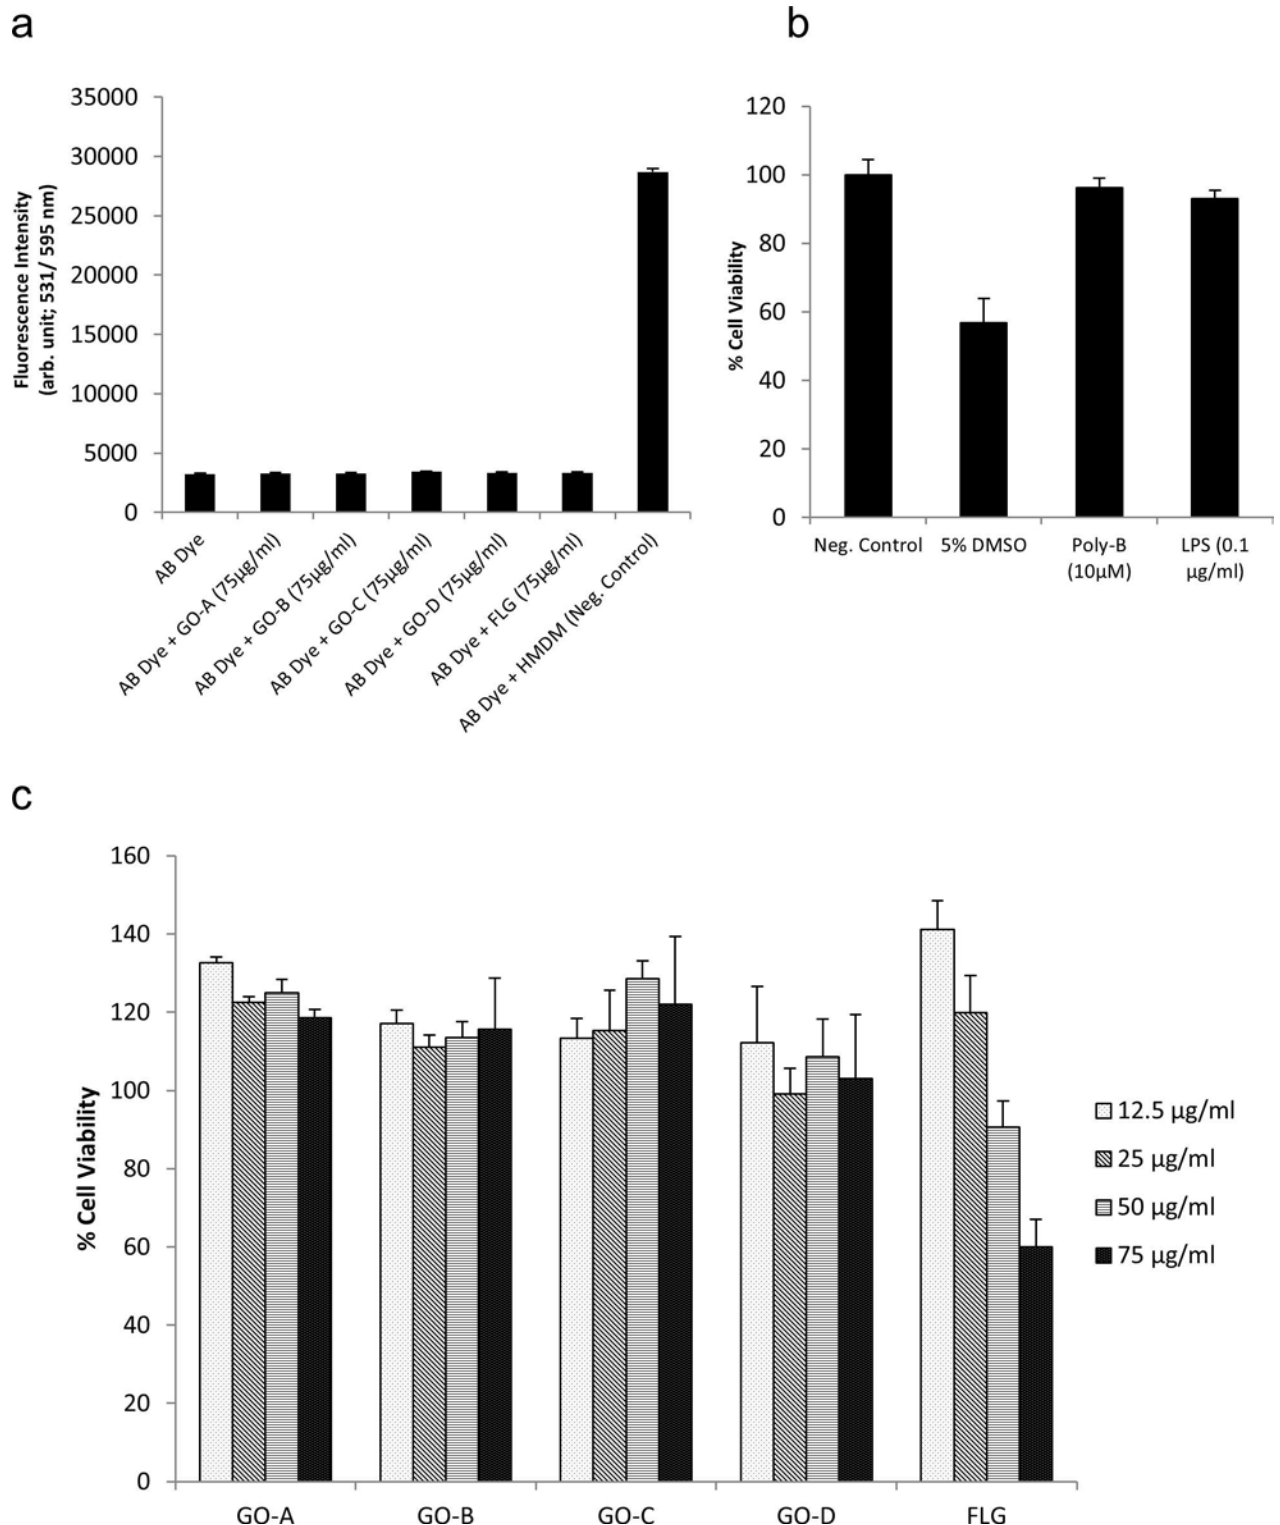 a
35000
30000
25000
20000
15000
10000
5000
0
Fluorescence Intensity
(arb. unit; 531/ 595 nm)
AB Dye
AB Dye + GO-A (75µg/ml)
AB Dye + GO-B (75µg/ml)
AB Dye + GO-C (75µg/ml)
AB Dye + GO-D (75µg/ml)
AB Dye + FLG (75µg/ml)
AB Dye + HMDM (Neg. Control)
b
120
100
80
60
40
20
0
% Cell Viability
Neg. Control
5% DMSO
Poly-B
(10µM)
LPS (0.1
µg/ml)
c
160
140
120
100
80
60
40
20
0
% Cell Viability
GO-A
GO-B
GO-C
GO-D
FLG
12.5 µg/ml
25 µg/ml
50 µg/ml
75 µg/ml